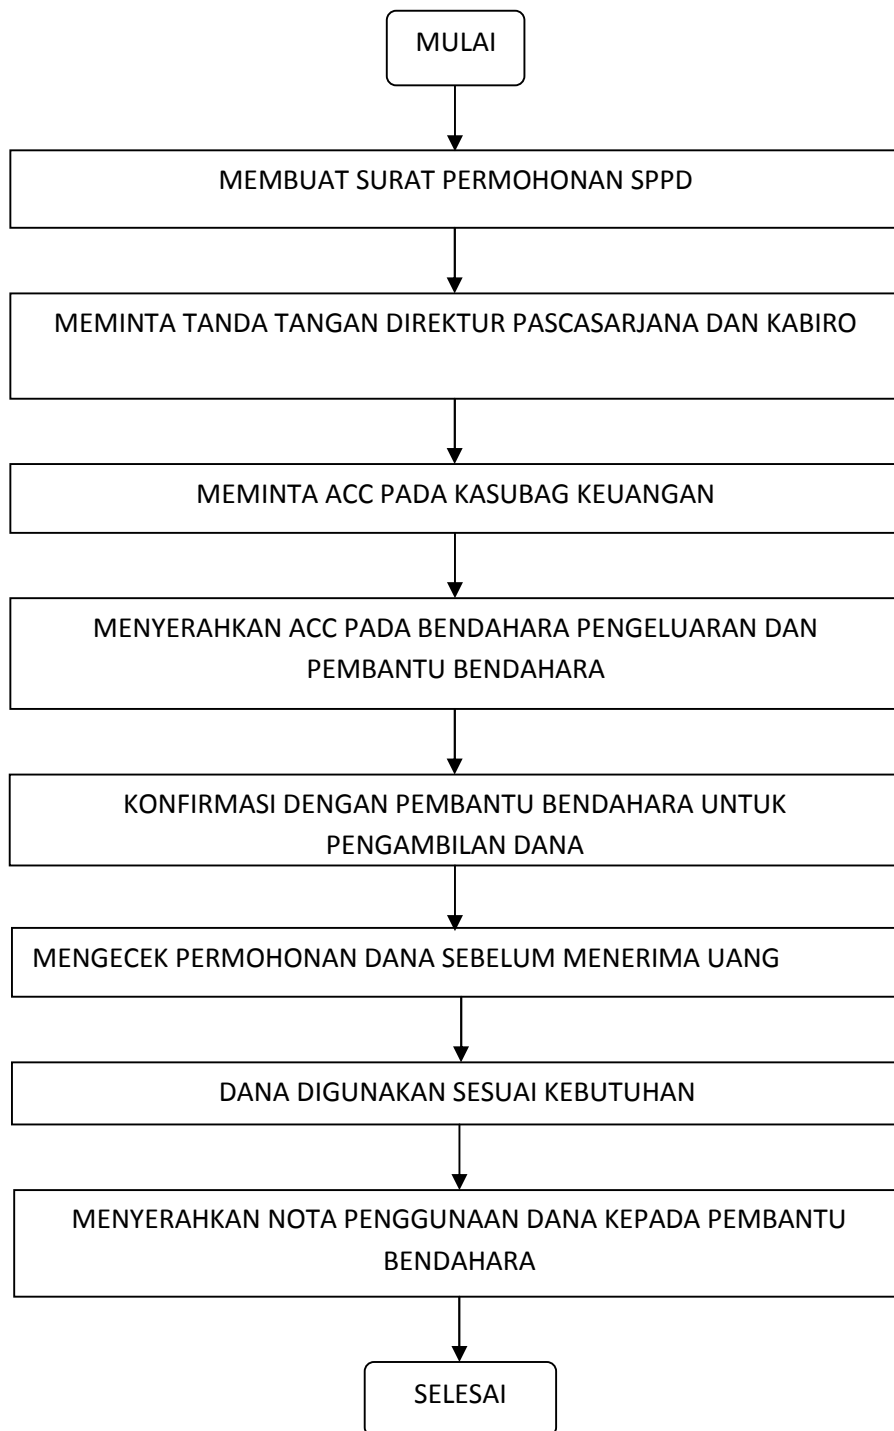 MULAI
MEMBUAT SURAT PERMOHONAN SPPD
MEMINTA TANDA TANGAN DIREKTUR PASCASARJANA DAN KABIRO
MEMINTA ACC PADA KASUBAG KEUANGAN
MENYERAHKAN ACC PADA BENDAHARA PENGELUARAN DAN
PEMBANTU BENDAHARA
KONFIRMASI DENGAN PEMBANTU BENDAHARA UNTUK
PENGAMBILAN DANA
MENGECEK PERMOHONAN DANA SEBELUM MENERIMA UANG
DANA DIGUNAKAN SESUAI KEBUTUHAN
MENYERAHKAN NOTA PENGGUNAAN DANA KEPADA PEMBANTU
BENDAHARA
SELESAI